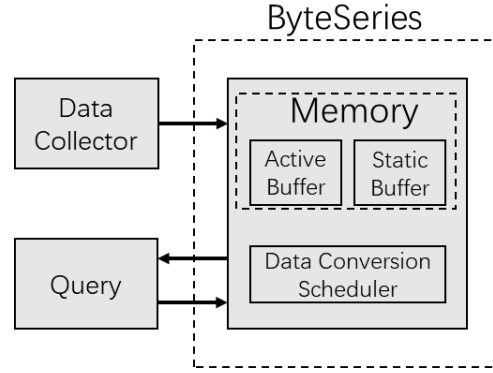 ByteSeries
Data
Collector
Memory
Active
Buffer
Static
Buffer
Query
Data Conversion
Scheduler